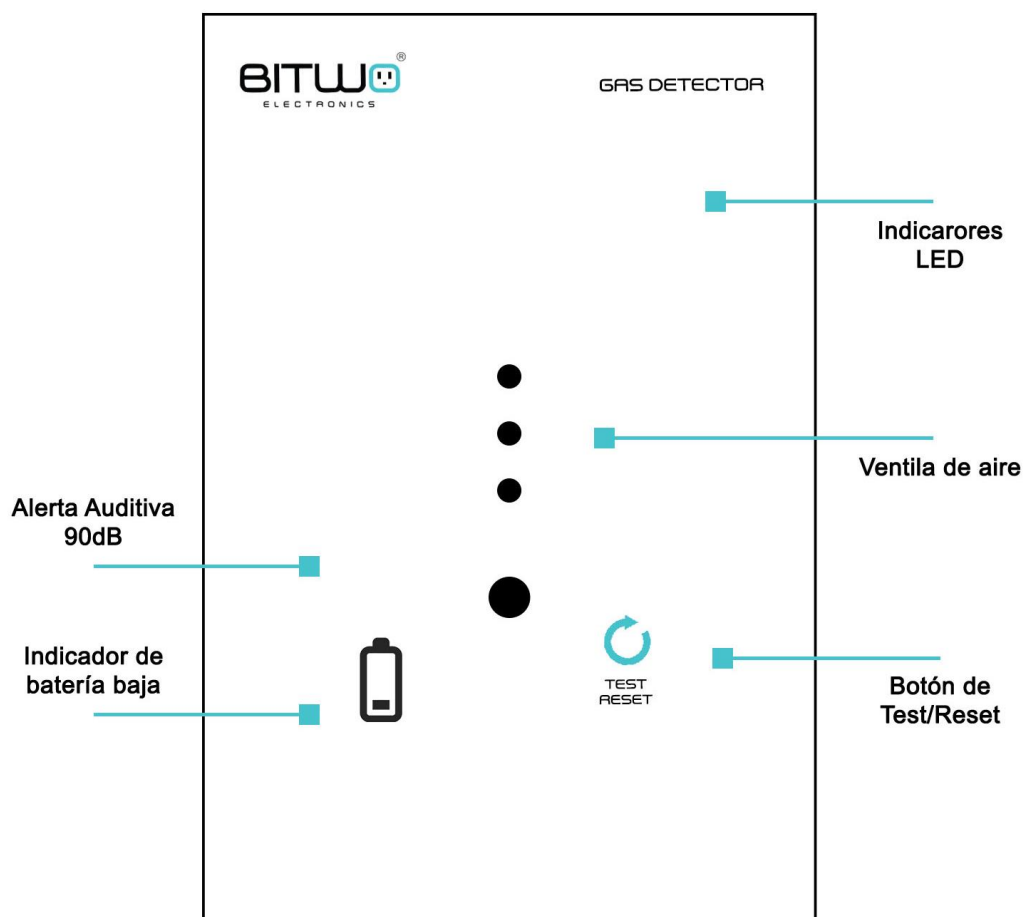 BITWO®
ELECTRONICS
GAS DETECTOR
Indicarores
LED
Ventila de aire
Alerta Auditiva
90dB
Indicador de
batería baja
TEST
RESET
Botón de
Test/Reset